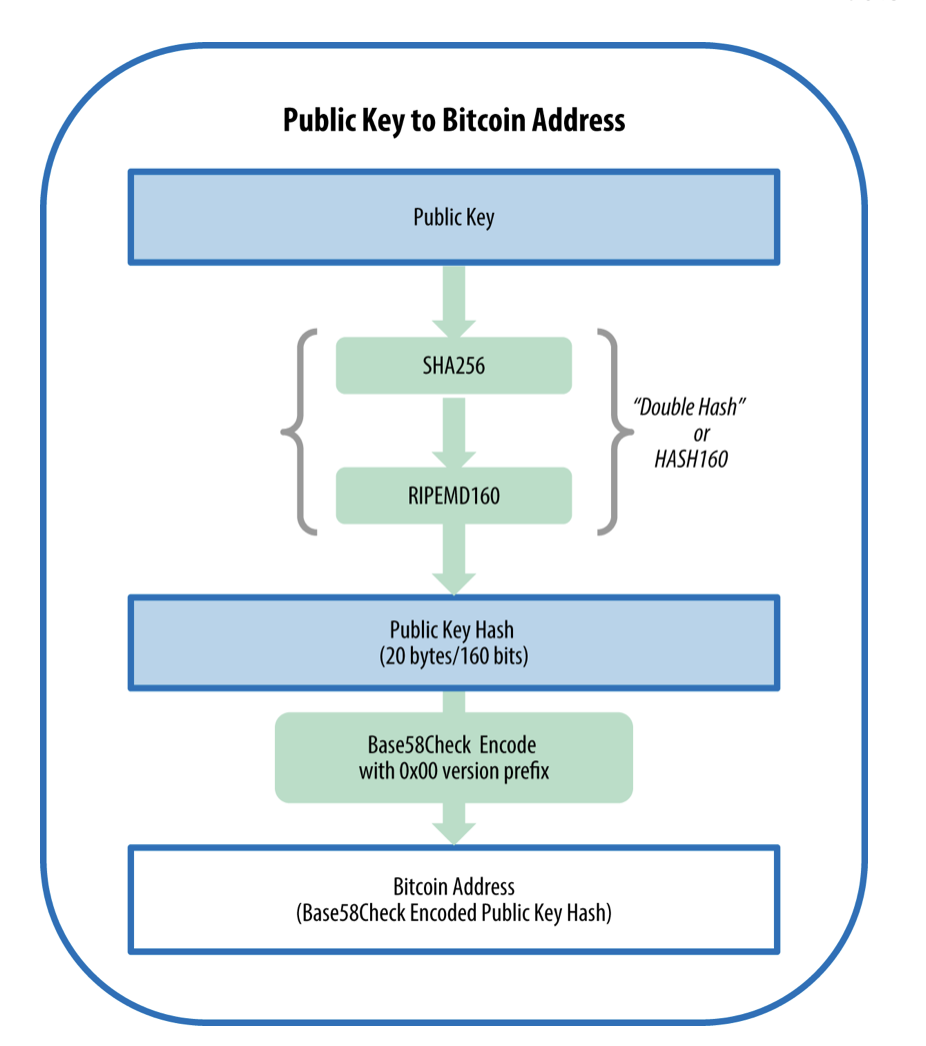 Public Key to Bitcoin Address
Public Key
SHA256
“Double Hash”
or
HASH160
RIPEMD160
Public Key Hash
(20 bytes/160 bits)
Base58Check Encode
with 0x00 version prefix
Bitcoin Address
(Base58Check Encoded Public Key Hash)